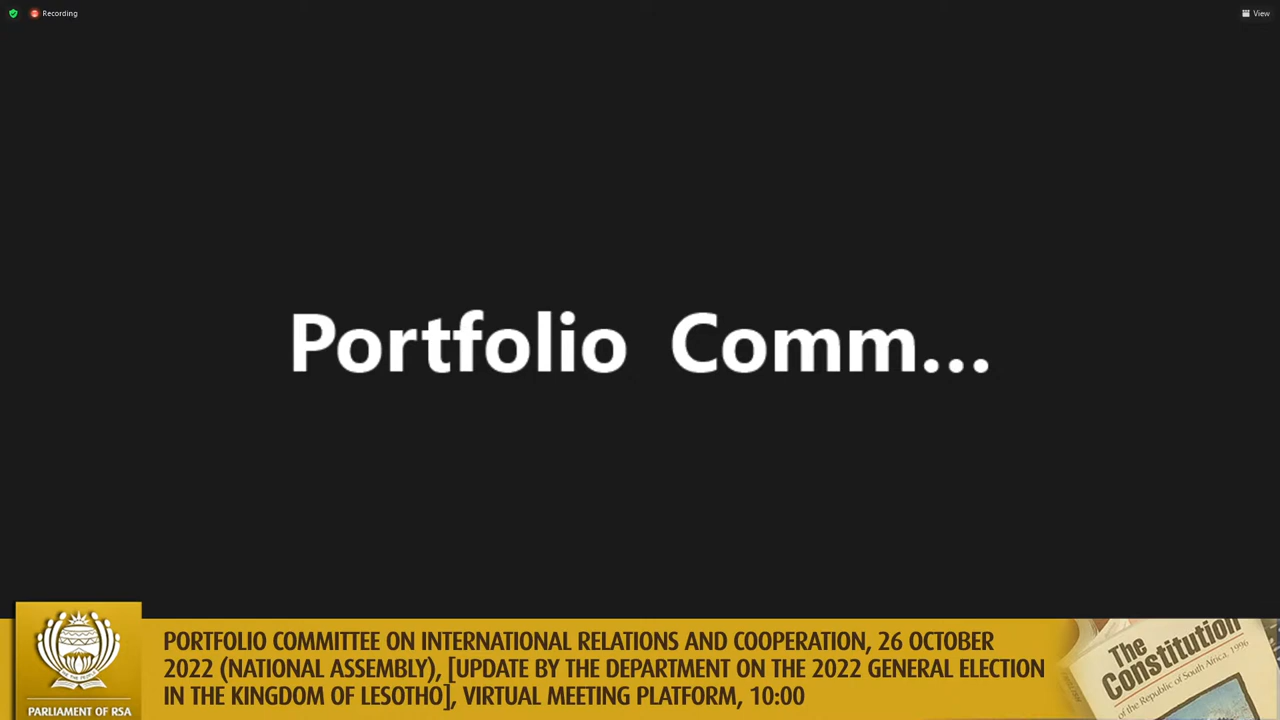 Recording
View
Portfolio Comm...
PORTFOLIO COMMITTEE ON INTERNATIONAL RELATIONS AND COOPERATION, 26 OCTOBER
2022 (NATIONAL ASSEMBLY), [UPDATE BY THE DEPARTMENT ON THE 2022 GENERAL ELECTION
IN THE KINGDOM OF LESOTHO], VIRTUAL MEETING PLATFORM, 10:00
PARLIAMENT OF RSA
The
Constitution
of the Republic of South Africa, 1996